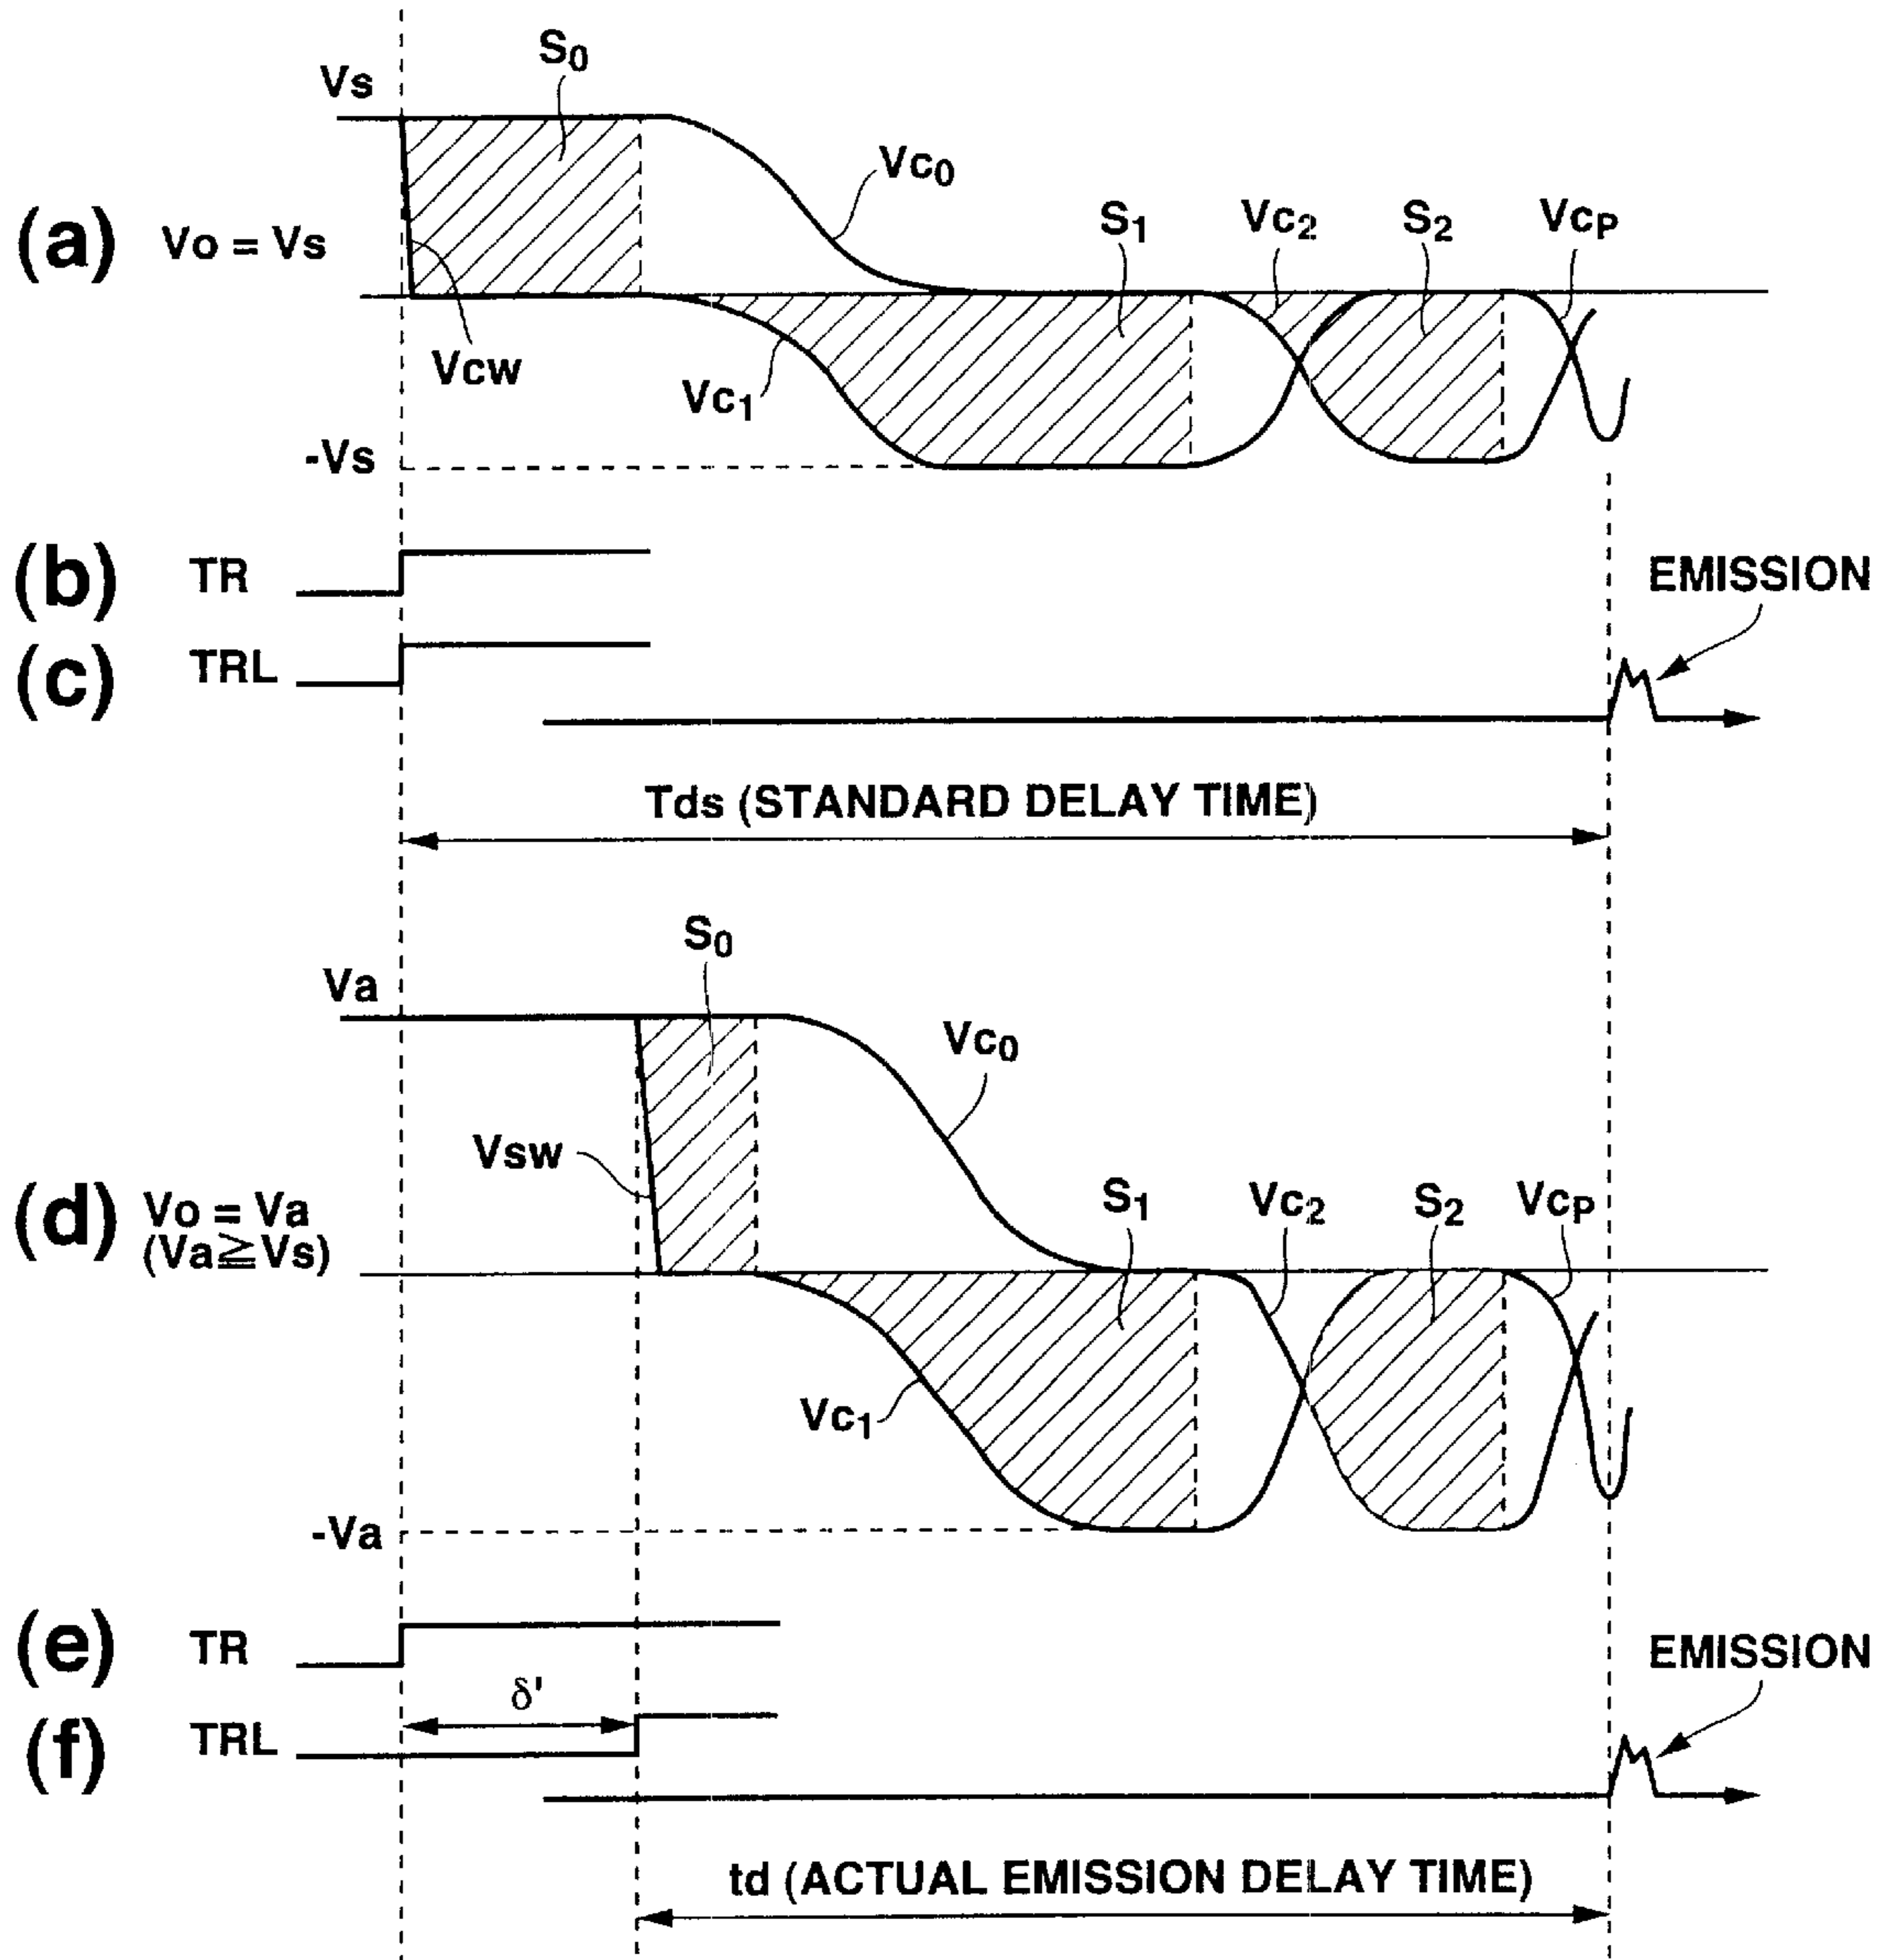 S₀
Vs
Vc₀
(a) Vo = Vs
S₁
Vc₂
S₂
Vcₚ
Vcw
Vc₁
-Vs
(b) TR
EMISSION
(c) TRL
Tds (STANDARD DELAY TIME)
S₀
Va
Vc₀
Vsw
S₁
Vc₂
S₂
Vcₚ
(d) Vo = Va
(Va≧Vs)
Vc₁
-Va
(e) TR
EMISSION
δ'
(f) TRL
td (ACTUAL EMISSION DELAY TIME)